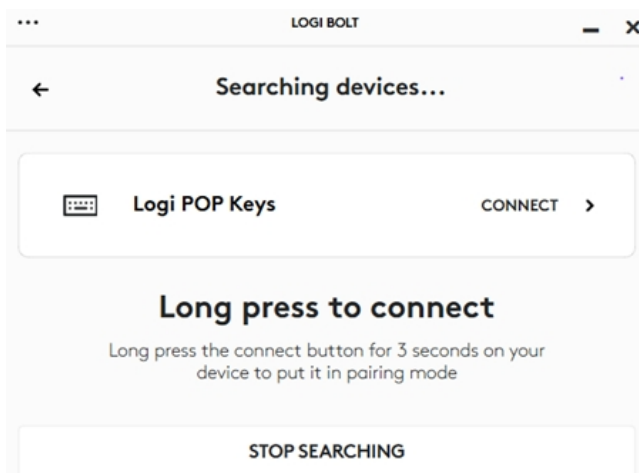 LOGI BOLT
Searching devices...
Logi POP Keys CONNECT
Long press to connect
Long press the connect button for 3 seconds on your
device to put it in pairing mode
STOP SEARCHING